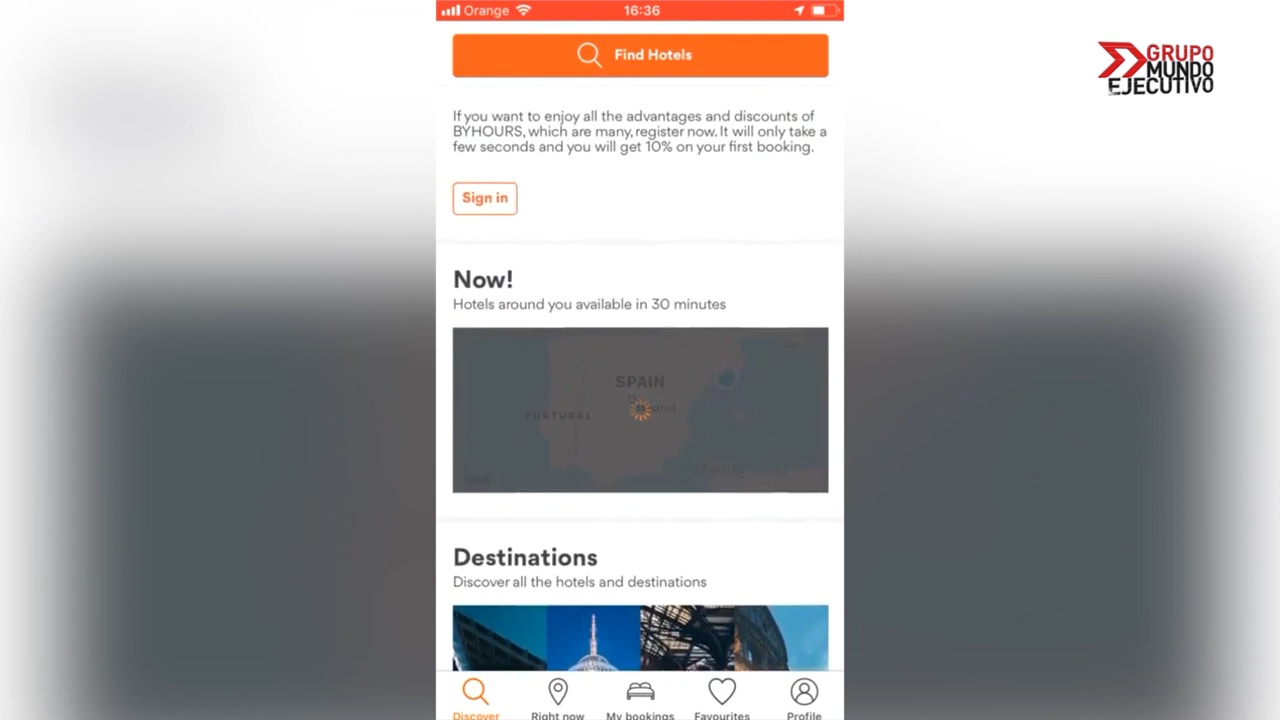 Orange
16:36
GRUPO
MUNDO
EJECUTIVO
Find Hotels
If you want to enjoy all the advantages and discounts of
BYHOURS, which are many, register now. It will only take a
few seconds and you will get 10% on your first booking.
Sign in
Now!
Hotels around you available in 30 minutes
SPAIN
Madrid
PORTUGAL
Destinations
Discover all the hotels and destinations
Discover
Right now
My bookings
Favourites
Profile